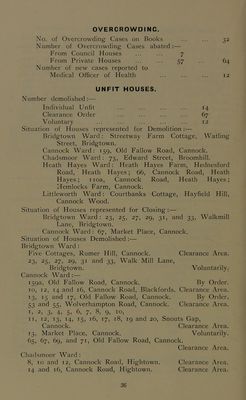 OVERCROWDING.
No. of Overcrowding Cases on Books ... ... 32
Number of Overcrowding Cases abated :—
From Council Houses ... ... 7
From Private Houses ... 57 ... 64
Number of new cases reported to
Medical Officer of Health ... ... 12
UNFIT HOUSES.
Number demolished :—
Individual Unfit ... ... 14
Clearance Order ... ... 67
Voluntary ... ... 12
Situation of Houses represented for Demolition :—
Bridgtown Ward : Streetway Farm Cottage, Watling
Street, Bridgtown.
Cannock Ward : 159, Old Fallow Road, Cannock.
Chadsmoor Ward : 73, Edward Street, Broomhill.
Heath Hayes Ward : Heath Hayes Farm, Hednesford
Road, Heath Hayes; 66, Cannock Road, Heath
Hayes; 110a, Cannock Road, Heath Hayes;
Hemlocks Farm, Cannock.
Littleworth Ward : Courtbanks Cottage, Hayfield Hill,
Cannock Wood.
Situation of Houses represented for Closing :—
Bridgtown Ward : 23, 25, 27, 29, 31, and 33, Walkmill
Lane, Bridgtown.
Cannock Ward : 67, Market Place, Cannock.
Situation of Houses Demolished :—
Bridgtown Ward :
Five Cottages, Rumer Hill, Cannock. Clearance Area.
23, 25, 27, 29, 31 and 33, Walk Mill Lane,
Bridgtown. Voluntarily.
Cannock Ward :—
159a, Old Fallow Road, Cannock. By Order.
10, 12, 14 and 16, Cannock Road, Blackfords. Clearance Area.
13, 15 and 17, Old Fallow Road, Cannock. By Order.
53 and 55, Wolverhampton Road, Cannock. Clearance Area.
1, 2, 3, 4, 5, 6, 7, 8, 9, 10,
11, 12, 13, 14, 15, 16, 17, 18, 19 and 20, Snouts Gap,
Cannock. Clearance Area.
13, Market Place, Cannock. Voluntarily.
65, 67, 69, and 71, Old Fallow Road, Cannock.
Clearance Area.
Chadsmoor Ward :
8, 10 and 12, Cannock Road, Hightown. Clearance Area.
14 and 16, Cannock Road, Hightown. Clearance Area.
36